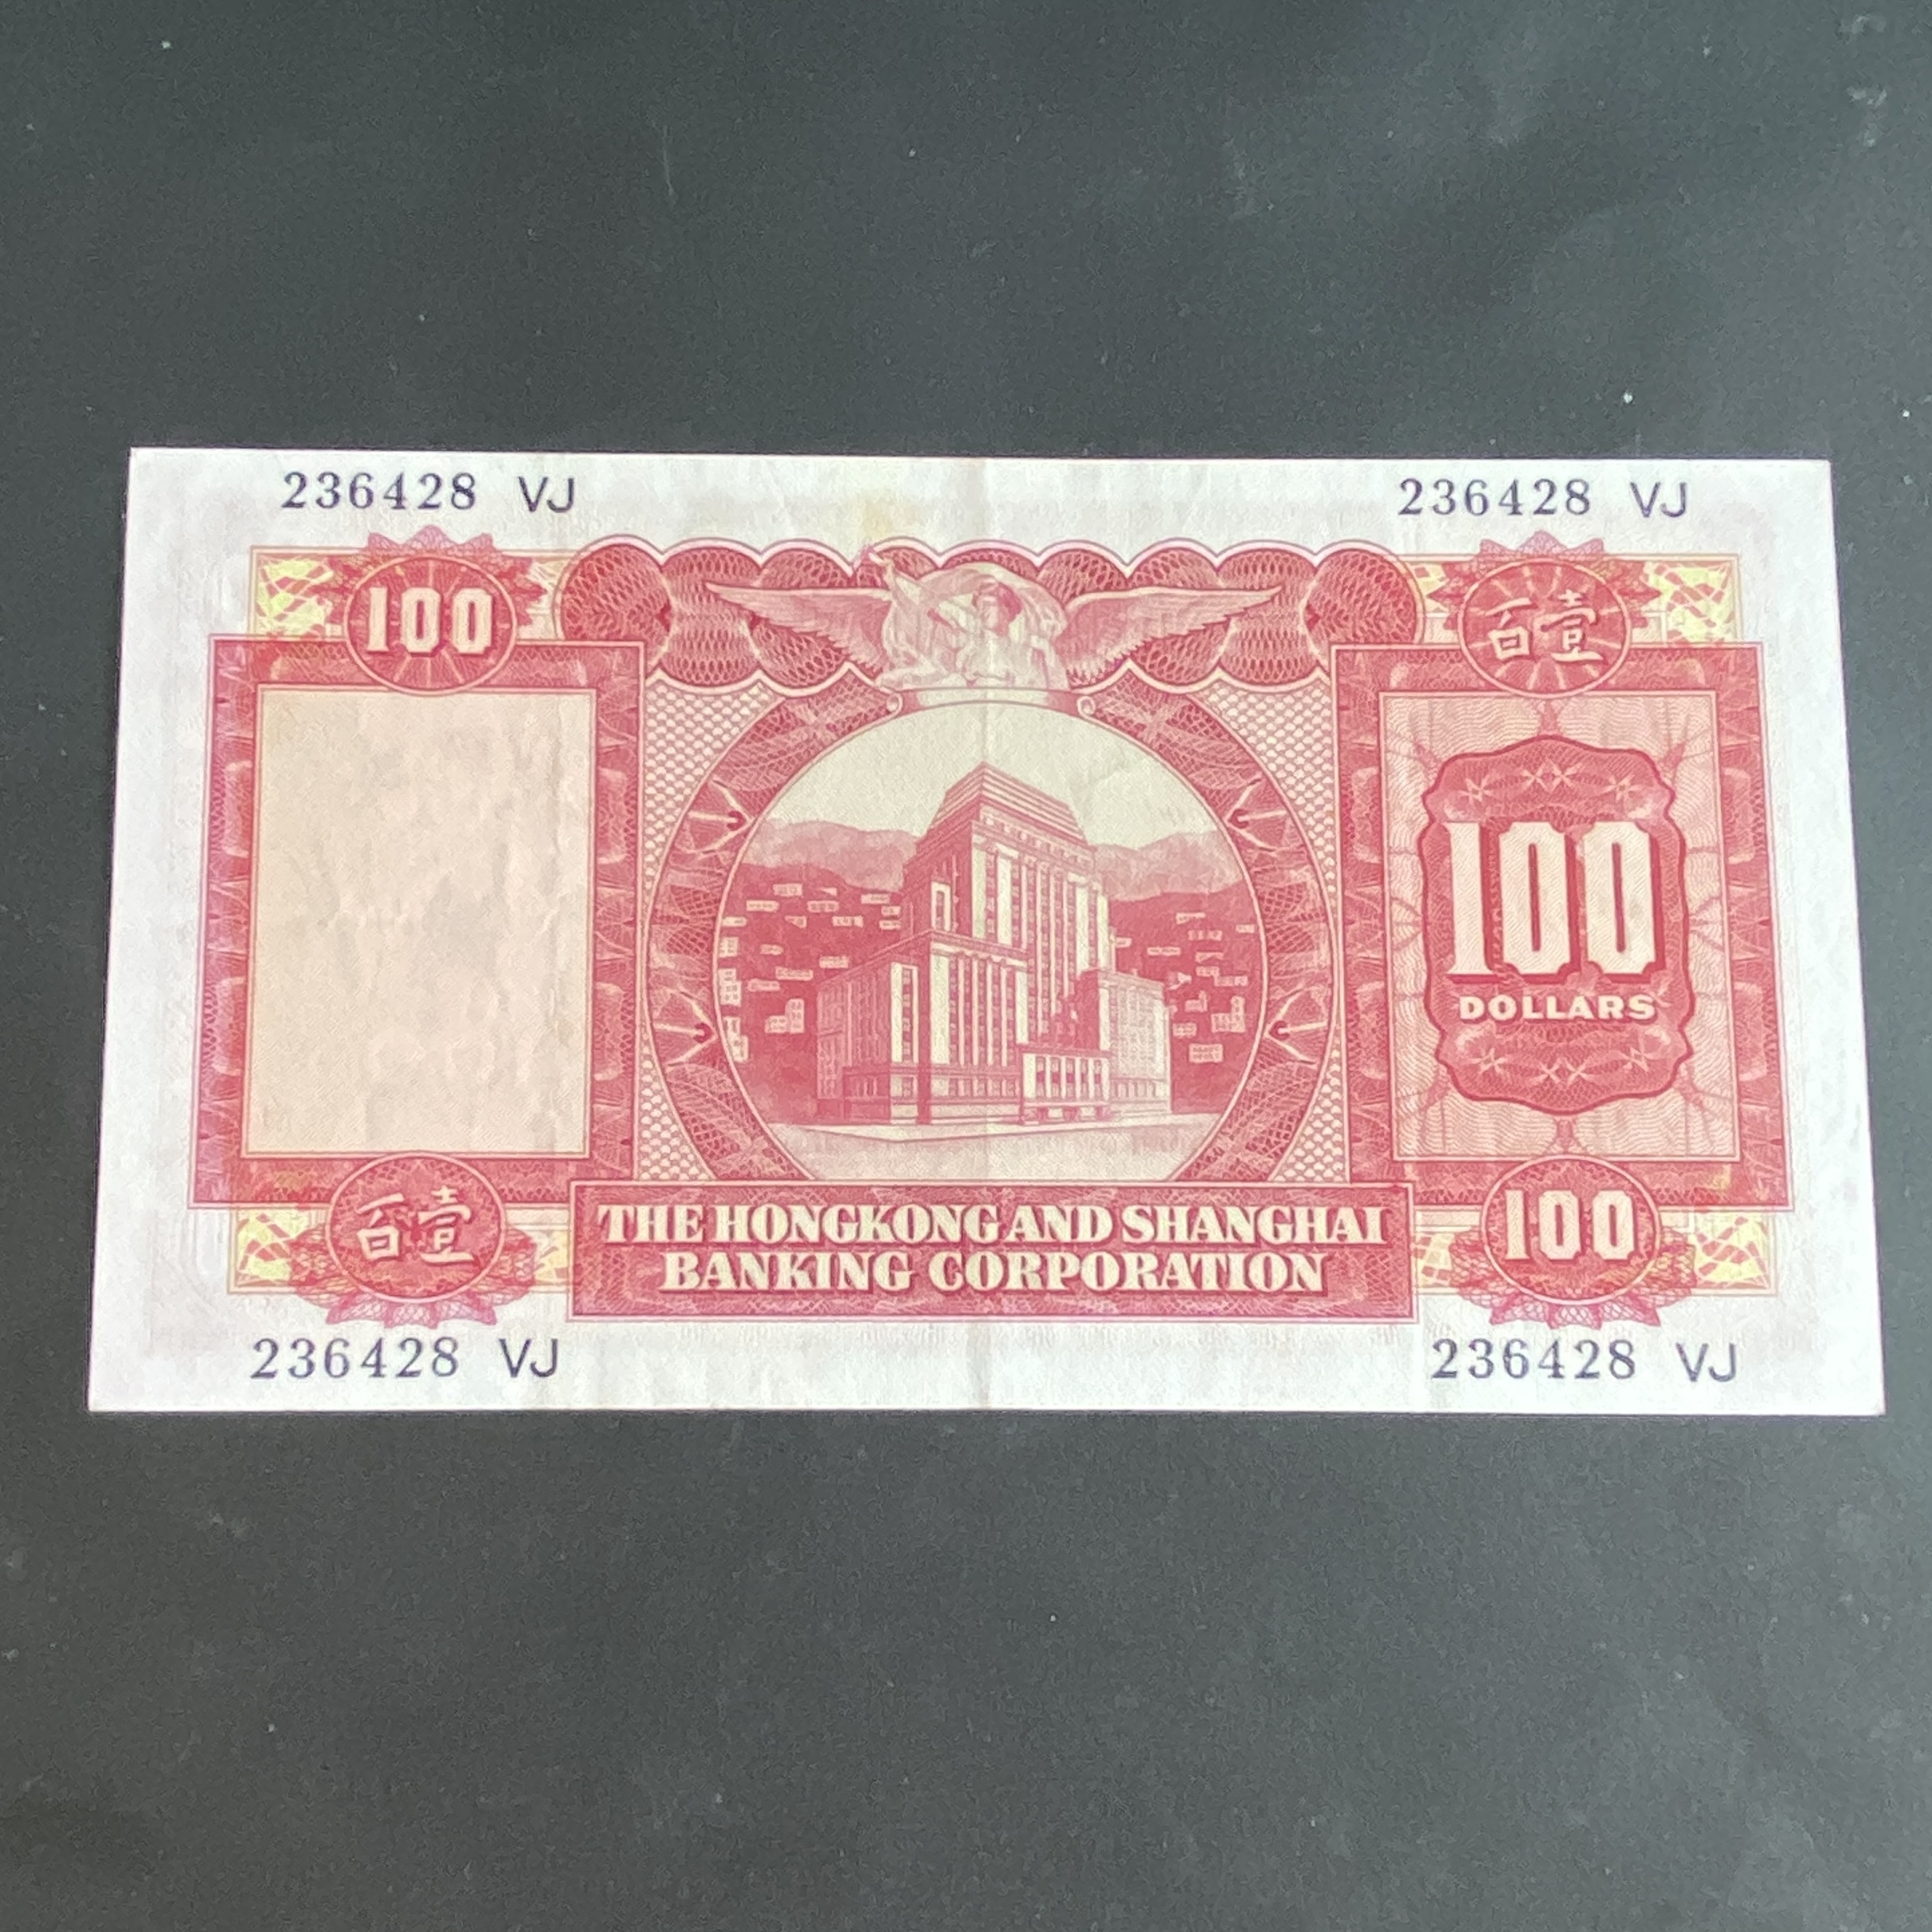 236428 VJ
236428 VJ
100
百壹
100
DOLLARS
百壹
THE HONGKONG AND SHANGHAI
BANKING CORPORATION
100
236428 VJ
236428 VJ